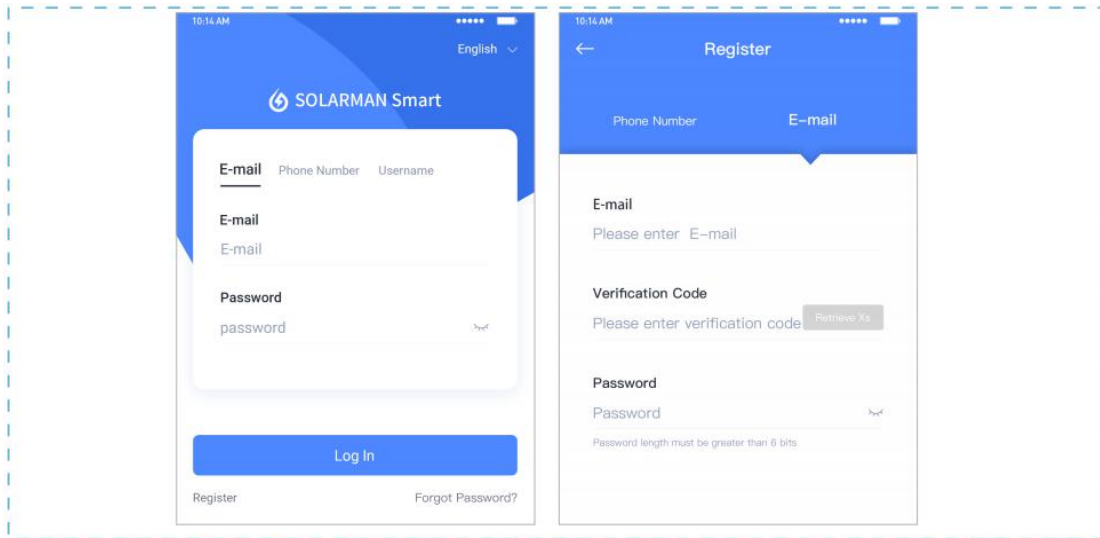 10:14 AM
English
SOLARMAN Smart
E-mail Phone Number Username
E-mail
E-mail
Password
password
Log In
Register Forgot Password?
10:14 AM
Register
Phone Number E-mail
E-mail
Please enter E-mail
Verification Code
Please enter verification code Retrieve Xs
Password
Password
Password length must be greater than 6 bits